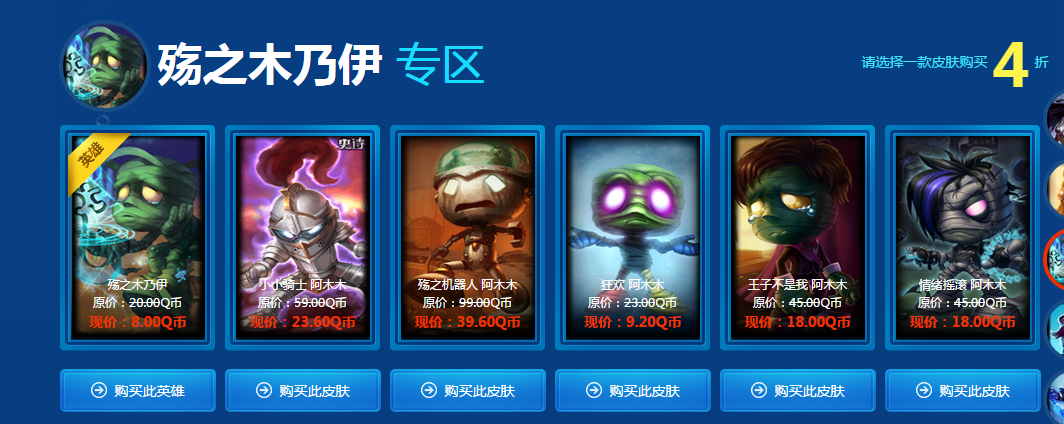 殇之木乃伊 专区
请选择一款皮肤购买 4 折
英雄
殇之木乃伊
原价：20.00Q币
现价：8.00Q币
购买此英雄
史诗
小小骑士 阿木木
原价：59.00Q币
现价：23.60Q币
购买此皮肤
殇之机器人 阿木木
原价：99.00Q币
现价：39.60Q币
购买此皮肤
狂欢 阿木木
原价：23.00Q币
现价：9.20Q币
购买此皮肤
王子不是我 阿木木
原价：45.00Q币
现价：18.00Q币
购买此皮肤
情绪摇滚 阿木木
原价：45.00Q币
现价：18.00Q币
购买此皮肤